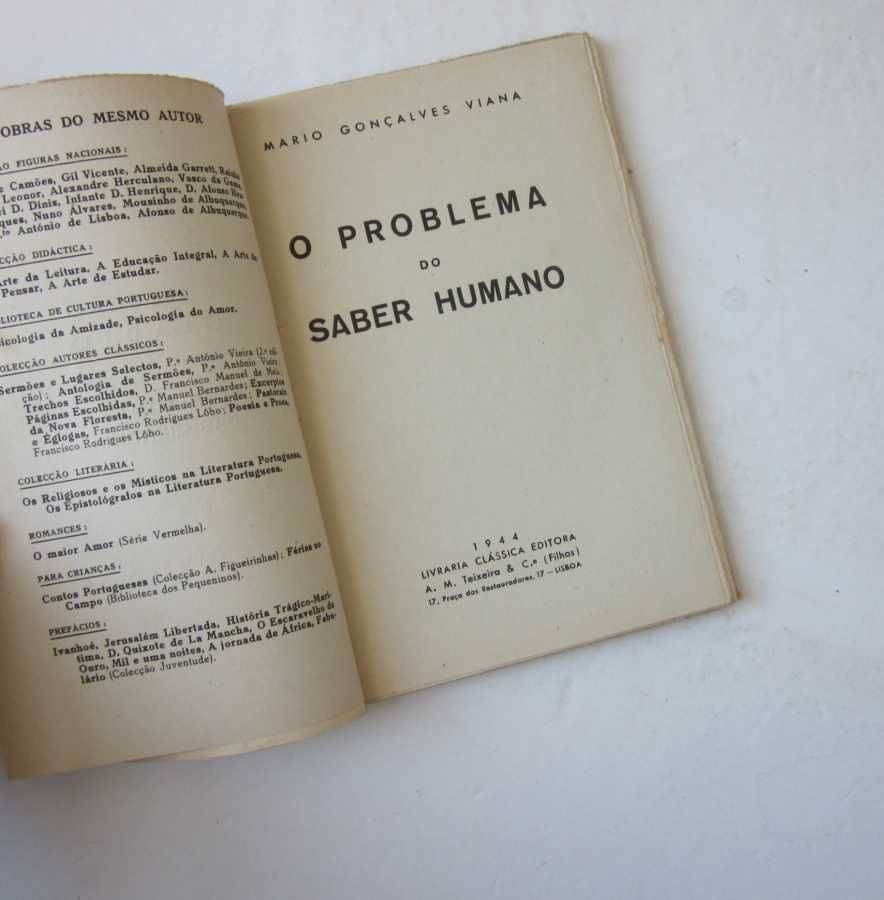 OBRAS DO MESMO AUTOR
FIGURAS NACIONAIS:
Camões, Gil Vicente, Almeida Garrett,
Leonor, Alexandre Herculano, Vasco da Gama,
D. Dinis, Infante D. Henrique, D. Afonso Hen-
ques, Nuno Álvares, Mousinho de Albuquerque,
António de Lisboa, Afonso de Albuquerque.
CÇÃO DIDÁCTICA:
Arte da Leitura, A Educação Integral, A Arte de
Pensar, A Arte de Estudar.
BLIOTECA DE CULTURA PORTUGUESA:
sicologia da Amizade, Psicologia do Amor.
COLECÇÃO AUTORES CLÁSSICOS:
Sermões e Lugares Selectos, P.e António Vieira (2.ª edi-
ção); Antologia de Sermões, P.e António Vieira;
Trechos Escolhidos, D. Francisco Manuel de Melo;
Páginas Escolhidas, P.e Manuel Bernardes; Excerptos
da Nova Floresta, P.e Manuel Bernardes; Pastorais
e Églogas, Francisco Rodrigues Lôbo; Poesia e Prosa,
Francisco Rodrigues Lôbo.
COLECÇÃO LITERÁRIA:
Os Religiosos e os Místicos na Literatura Portuguesa,
Os Epistológrafos na Literatura Portuguesa.
ROMANCES:
O maior Amor (Série Vermelha).
PARA CRIANÇAS:
Contos Portugueses (Colecção A. Figueirinhas); Férias no
Campo (Biblioteca dos Pequeninos).
PREFÁCIOS:
Ivanhoé, Jerusalém Libertada, História Trágico-Marí-
tima, D. Quixote de La Mancha, O Escaravelho de
Ouro, Mil e uma noites, A jornada de África, Fabu-
lário (Colecção Juventude).
MARIO GONÇALVES VIANA
O PROBLEMA
DO
SABER HUMANO
1944
LIVRARIA CLÁSSICA EDITORA
A. M. Teixeira & C.ª (Filhos)
17, Praça dos Restauradores, 17 — LISBOA